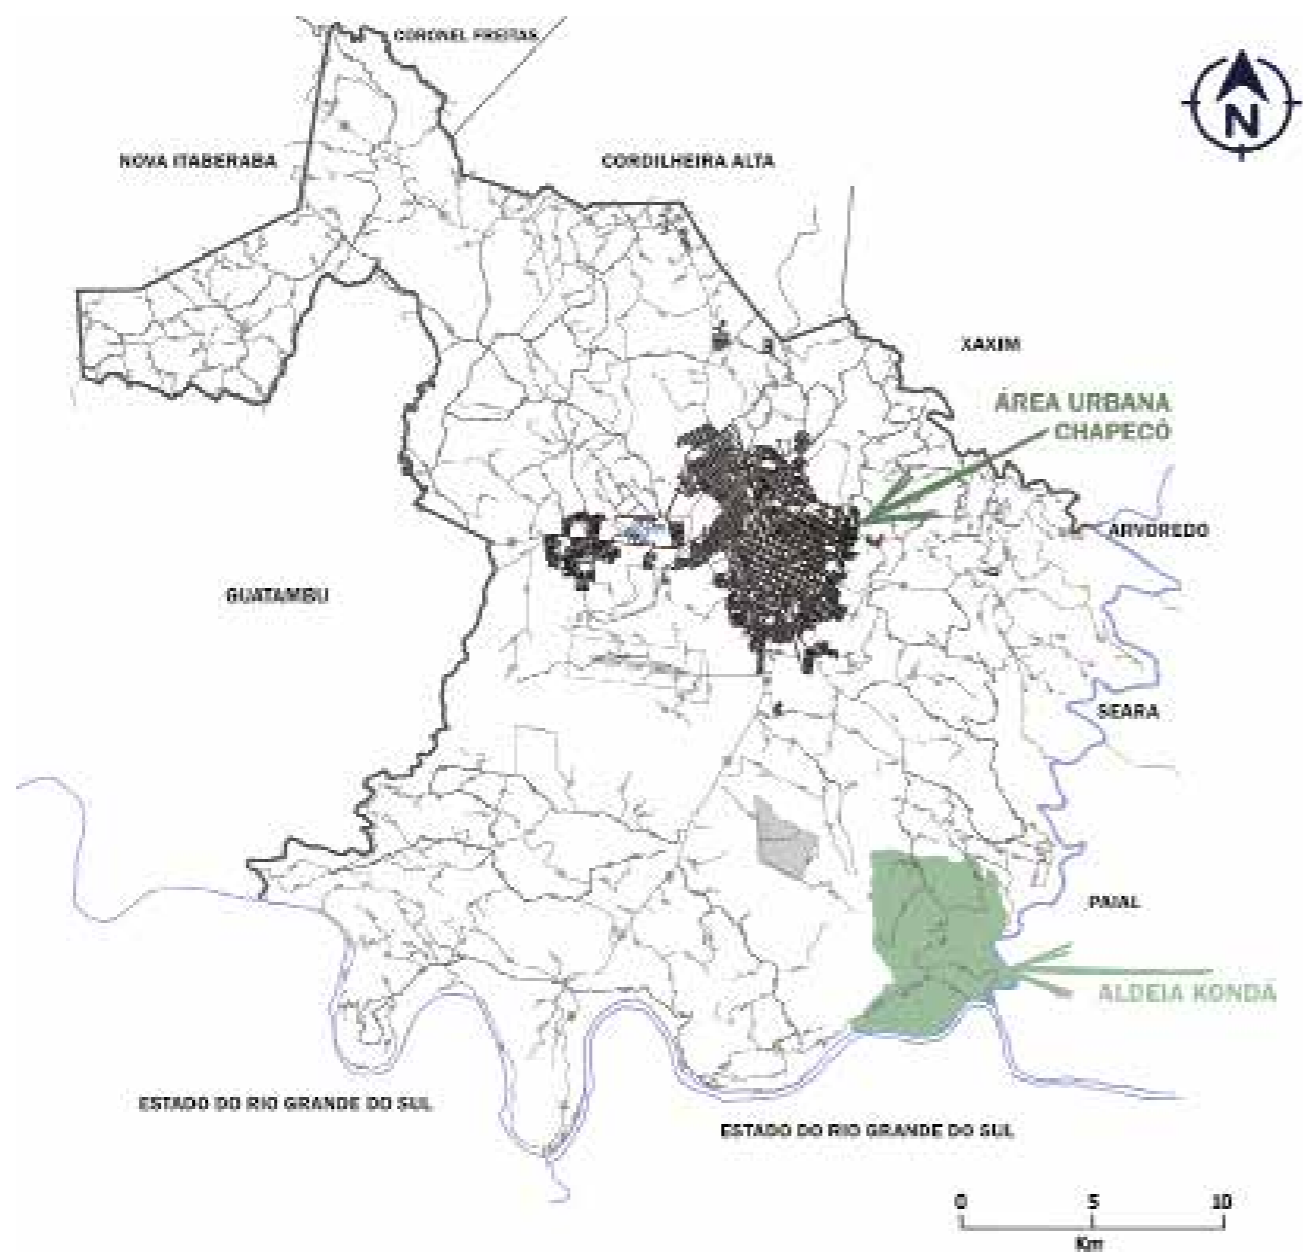 CORONEL FREITAS
N
NOVA ITABERABA
CORDILHEIRA ALTA
XAXIM
ÁREA URBANA
CHAPECÓ
ARVOREDO
GUATAMBU
SEARA
PAIAL
ALDEIA KONDÁ
ESTADO DO RIO GRANDE DO SUL
ESTADO DO RIO GRANDE DO SUL
0 5 10
Km